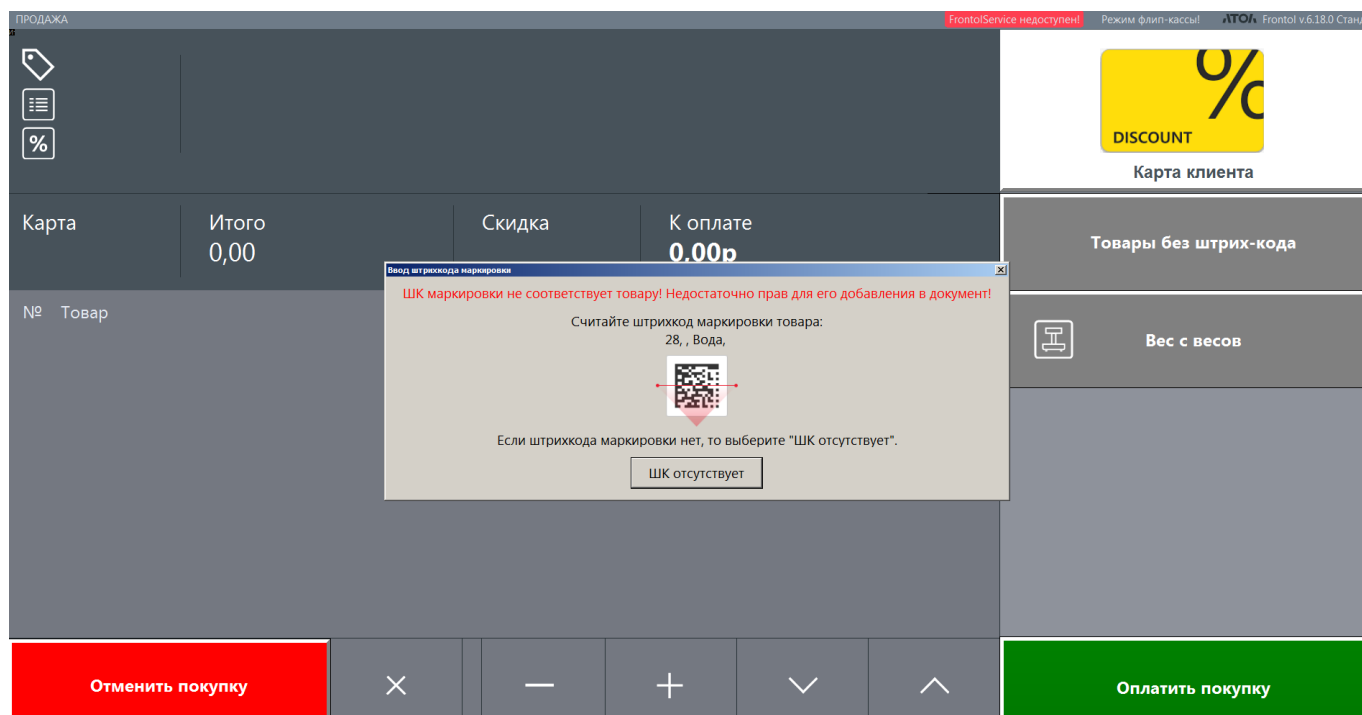 ПРОДАЖА
FrontolService недоступен!
Режим флип-кассы!
АТОЛ Frontol v.6.18.0
%
DISCOUNT
Карта клиента
Карта
Итого
Скидка
К оплате
0,00
0,00р
Товары без штрих-кода
Ввод штрихкода маркировки
ШК маркировки не соответствует товару! Недостаточно прав для его добавления в документ!
№ Товар
Считайте штрихкод маркировки товара:
28, , Вода,
Вес с весов
Если штрихкода маркировки нет, то выберите "ШК отсутствует".
ШК отсутствует
Отменить покупку
Оплатить покупку